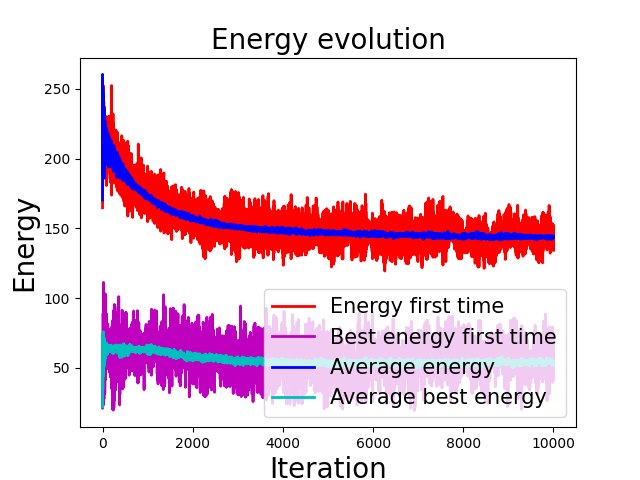 Energy evolution
Energy
250
200
150
100
50
Energy first time
Best energy first time
Average energy
Average best energy
0 2000 4000 6000 8000 10000
Iteration